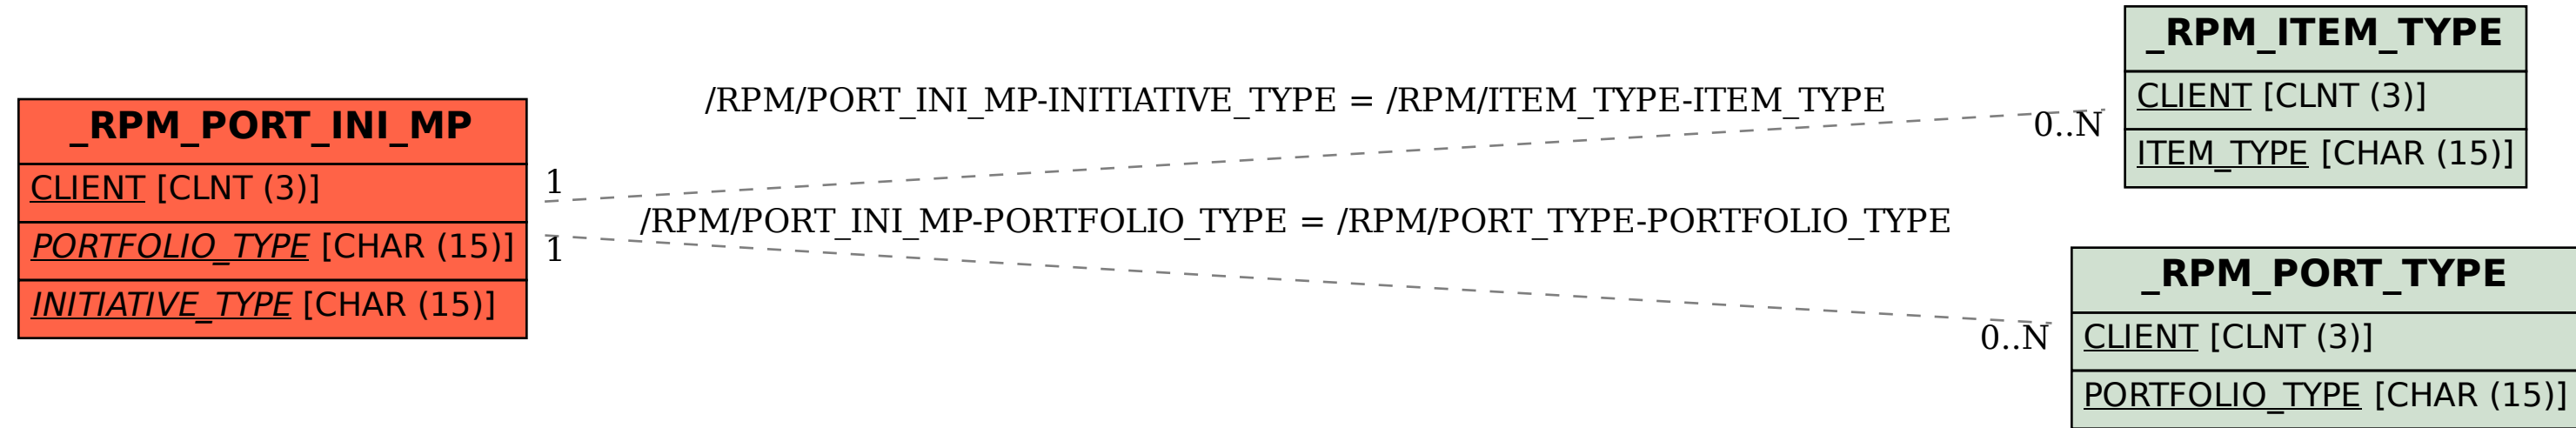 _RPM_PORT_INI_MP
CLIENT [CLNT (3)]
PORTFOLIO_TYPE [CHAR (15)]
INITIATIVE_TYPE [CHAR (15)]
/RPM/PORT_INI_MP-INITIATIVE_TYPE = /RPM/ITEM_TYPE-ITEM_TYPE
1
0..N
/RPM/PORT_INI_MP-PORTFOLIO_TYPE = /RPM/PORT_TYPE-PORTFOLIO_TYPE
1
0..N
_RPM_ITEM_TYPE
CLIENT [CLNT (3)]
ITEM_TYPE [CHAR (15)]
_RPM_PORT_TYPE
CLIENT [CLNT (3)]
PORTFOLIO_TYPE [CHAR (15)]